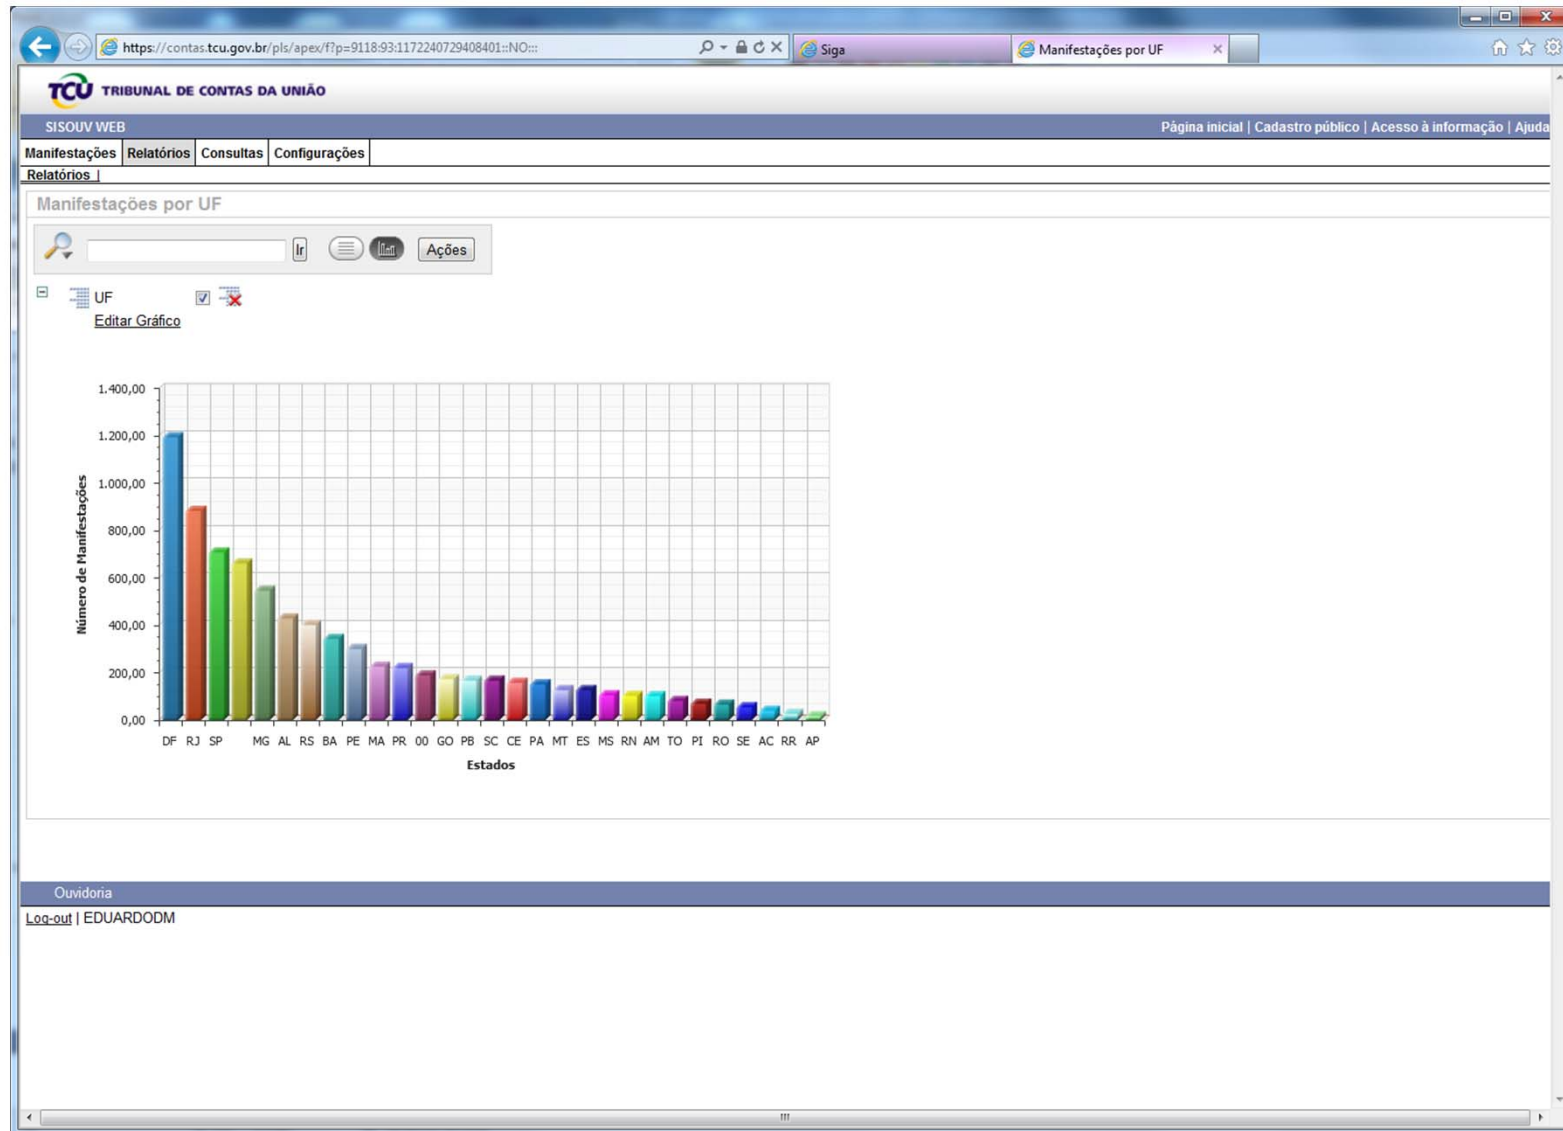 https://contas.tcu.gov.br/pls/apex/f?p=9118:93:1172240729408401::NO:::
Siga
Manifestações por UF
TCU TRIBUNAL DE CONTAS DA UNIÃO
SISOUV WEB
Página inicial | Cadastro público | Acesso à informação | Ajuda
Manifestações Relatórios Consultas Configurações
Relatórios |
Manifestações por UF
Ir Ações
UF
Editar Gráfico
1.400,00
1.200,00
1.000,00
800,00
600,00
400,00
200,00
0,00
Número de Manifestações
DF RJ SP MG AL RS BA PE MA PR 00 GO PB SC CE PA MT ES MS RN AM TO PI RO SE AC RR AP
Estados
Ouvidoria
Log-out | EDUARDODM